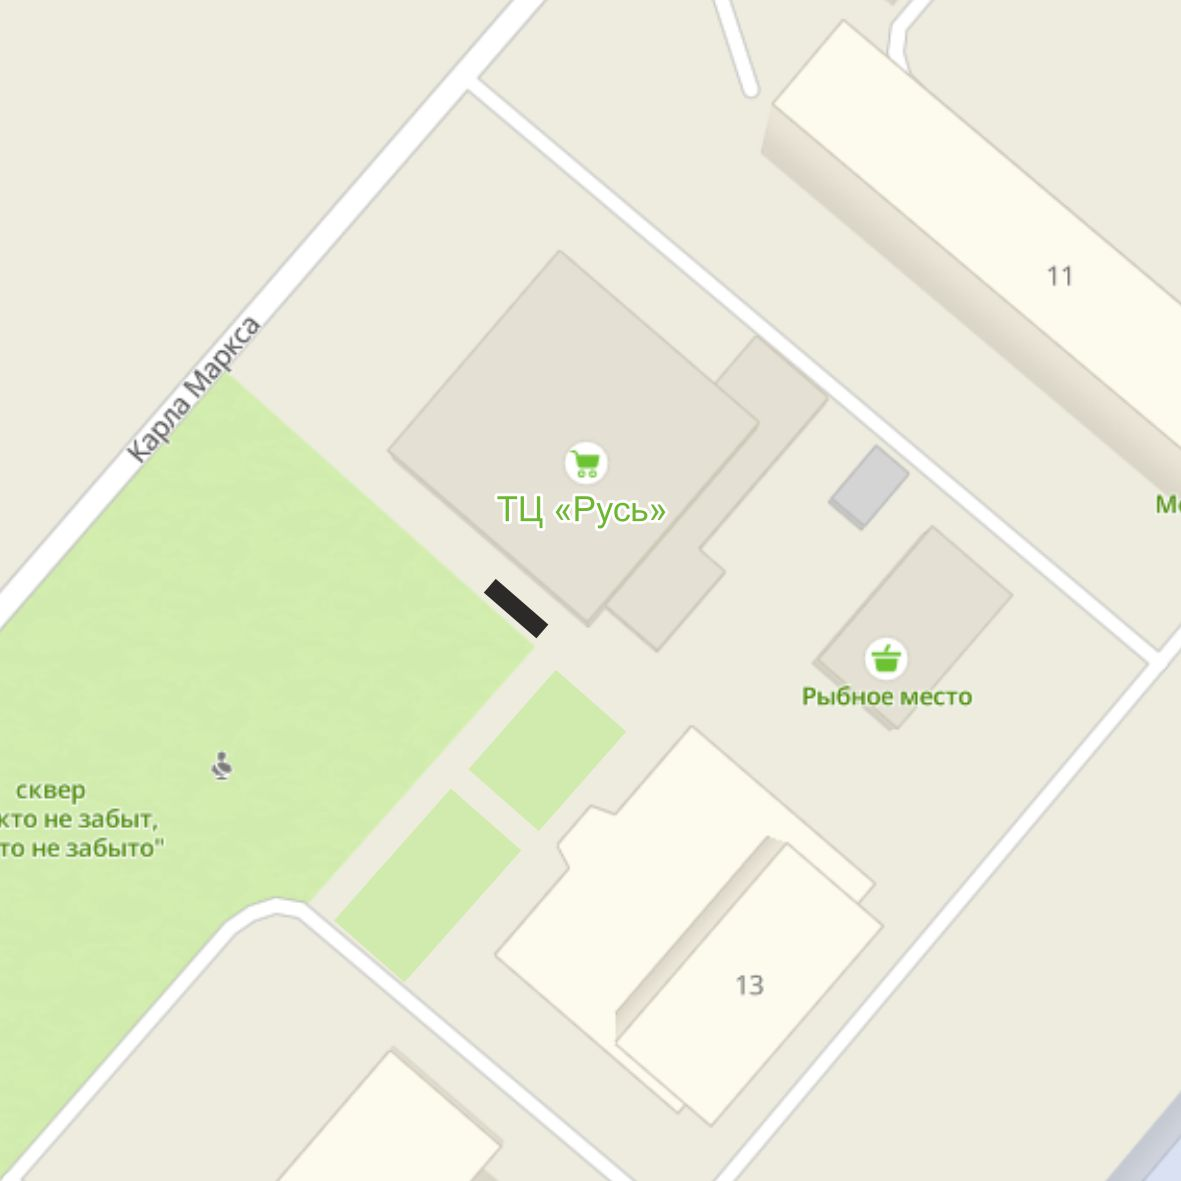 Карла Маркса
11
ТЦ «Русь»
Рыбное место
сквер
кто не забыт,
то не забыто"
13